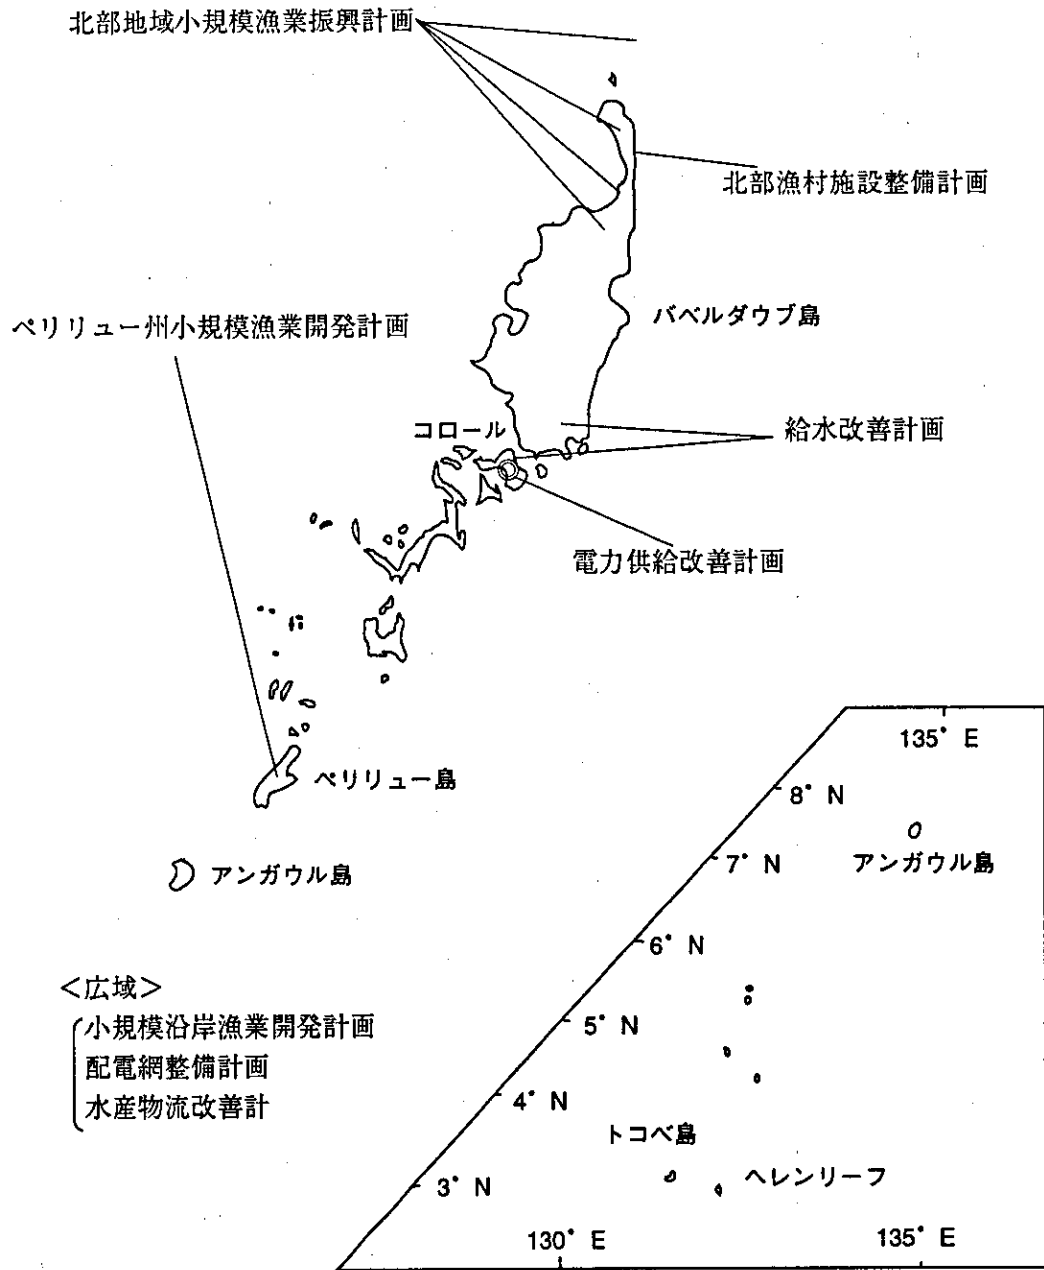 北部地域小規模漁業振興計画
北部漁村施設整備計画
ペリリュー州小規模漁業開発計画
バベルダウブ島
コロール
給水改善計画
電力供給改善計画
ペリリュー島
アンガウル島
<広域>
小規模沿岸漁業開発計画
配電網整備計画
水産物流改善計
135° E
8° N
7° N
アンガウル島
6° N
5° N
4° N
トコベ島
3° N
ヘレンリーフ
130° E
135° E